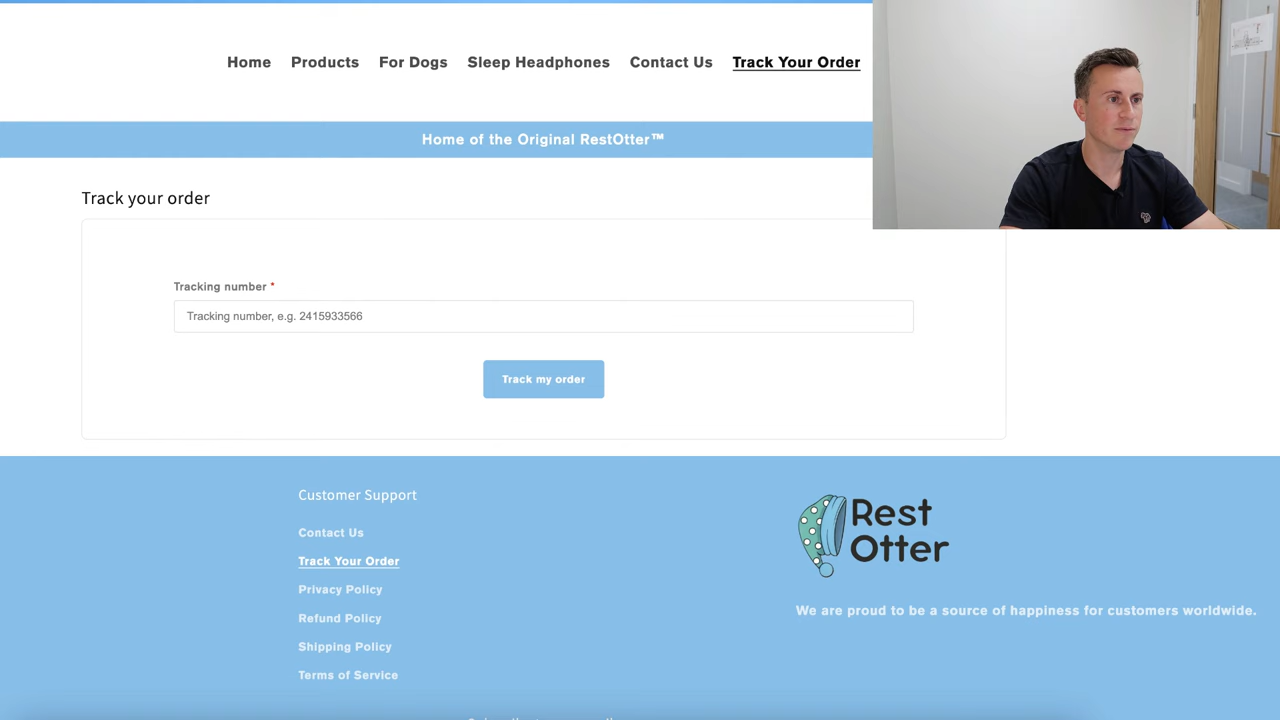 Home Products For Dogs Sleep Headphones Contact Us Track Your Order
Home of the Original RestOtter™
Track your order
Tracking number *
Tracking number, e.g. 2415933566
Track my order
Customer Support
Contact Us
Track Your Order
Privacy Policy
Refund Policy
Shipping Policy
Terms of Service
Rest
Otter
We are proud to be a source of happiness for customers worldwide.